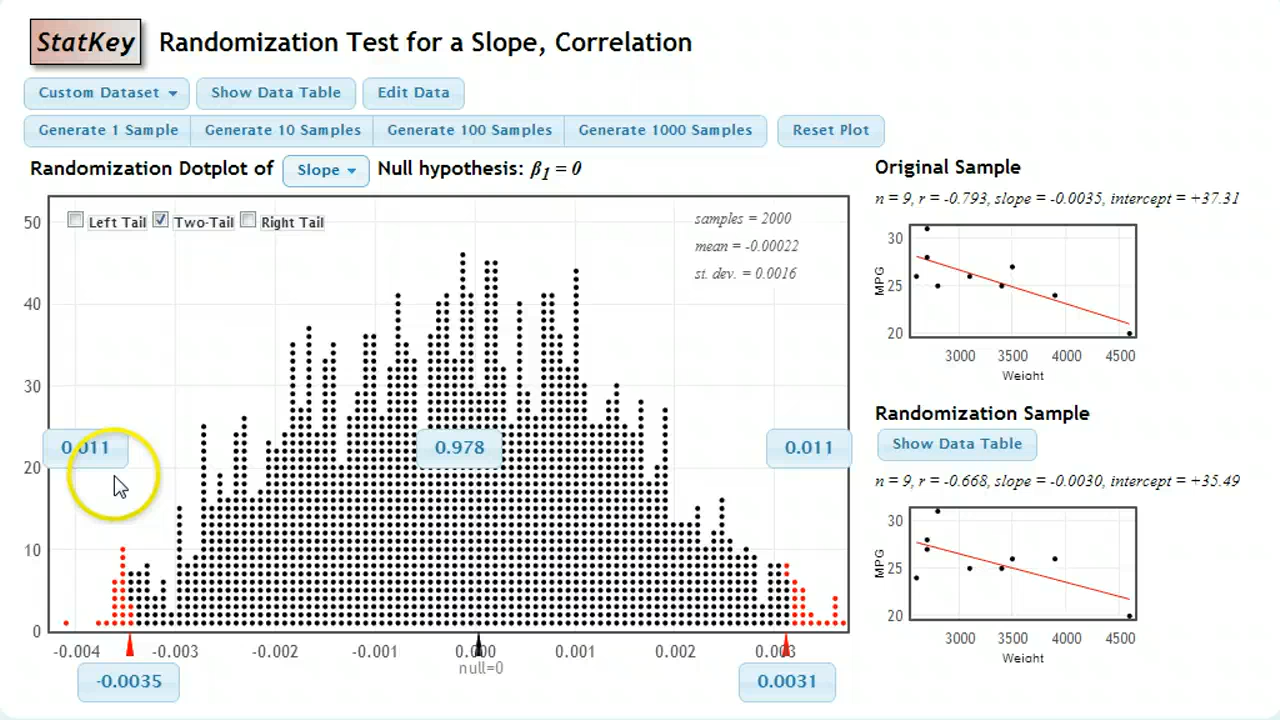 StatKey Randomization Test for a Slope, Correlation
Custom Dataset Show Data Table Edit Data
Generate 1 Sample Generate 10 Samples Generate 100 Samples Generate 1000 Samples Reset Plot
Randomization Dotplot of Slope Null hypothesis: β1 = 0
Left Tail Two-Tail Right Tail
samples = 2000
mean = -0.00022
st. dev. = 0.0016
50
40
30
20
10
0
0.011 0.978 0.011
-0.004 -0.003 -0.002 -0.001 0.000 0.001 0.002 0.003
null=0
-0.0035 0.0031
Original Sample
n = 9, r = -0.793, slope = -0.0035, intercept = +37.31
MPG
30
25
20
3000 3500 4000 4500
Weight
Randomization Sample
Show Data Table
n = 9, r = -0.668, slope = -0.0030, intercept = +35.49
MPG
30
25
20
3000 3500 4000 4500
Weight